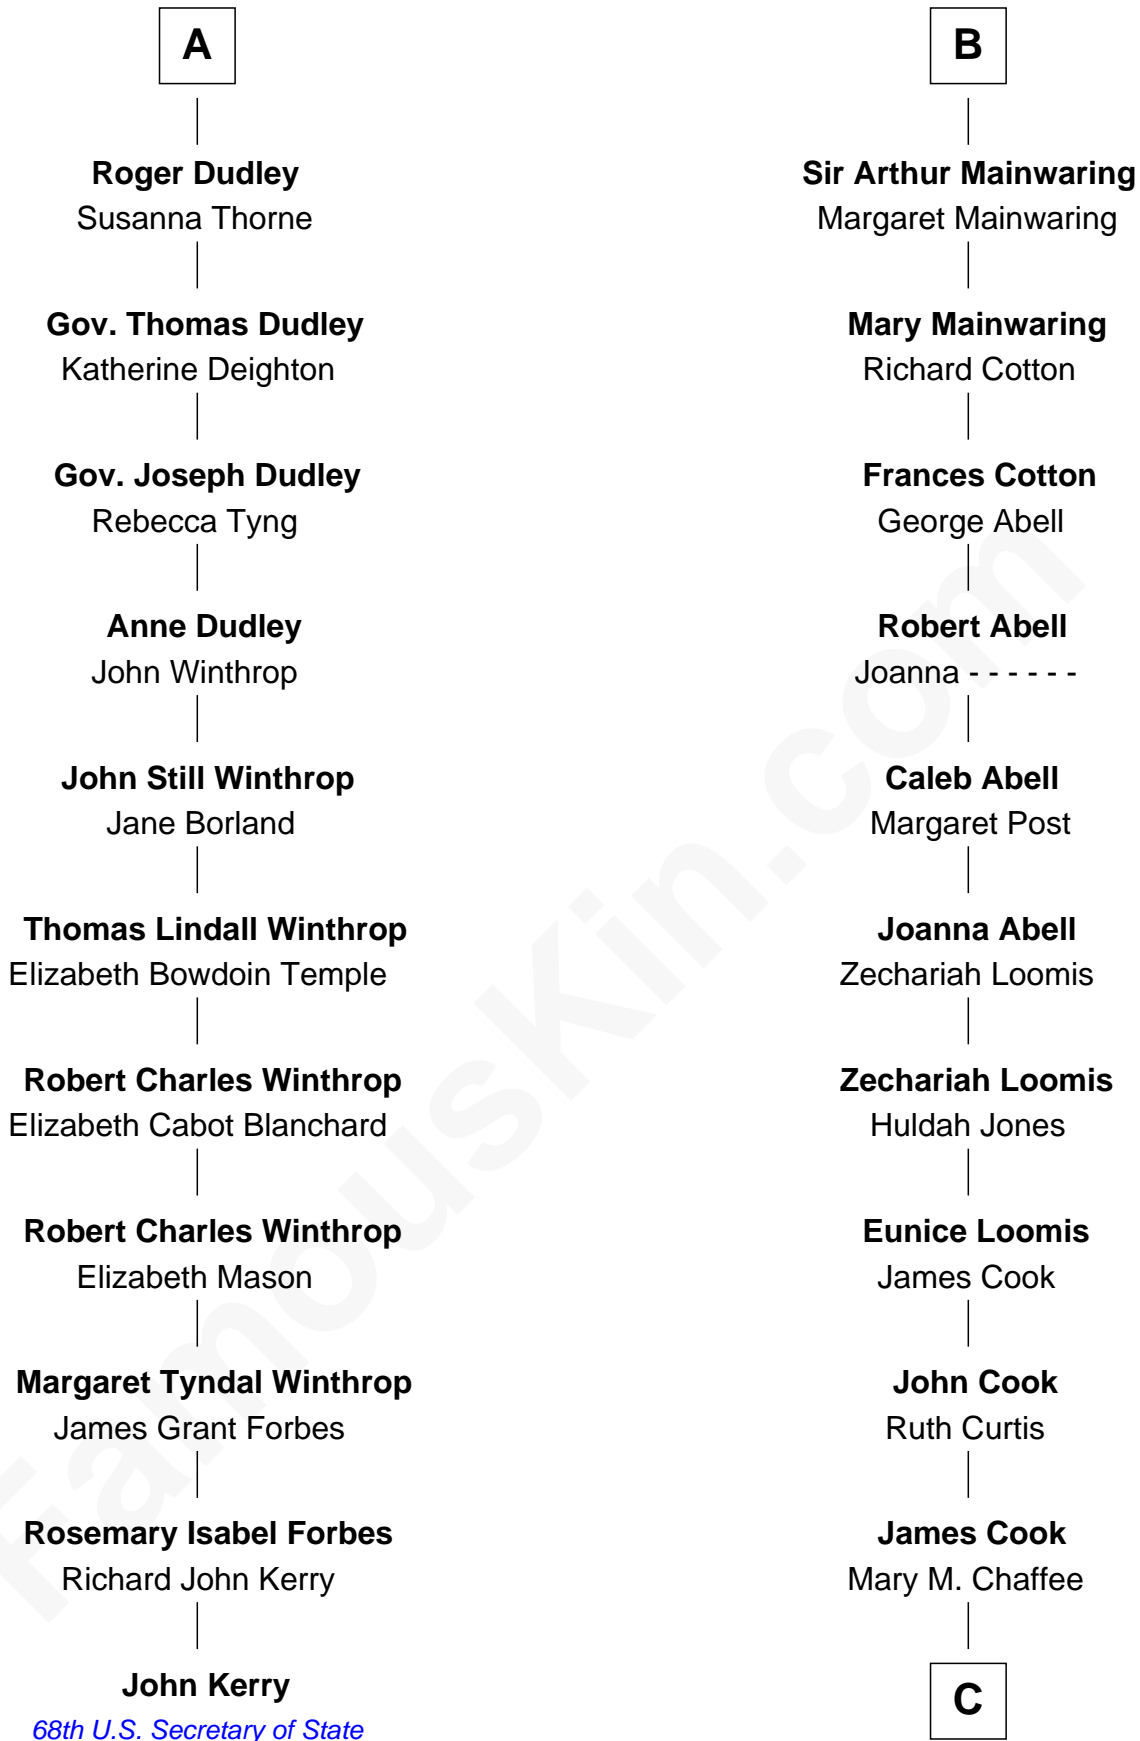 A
Roger Dudley
Susanna Thorne
Gov. Thomas Dudley
Katherine Deighton
Gov. Joseph Dudley
Rebecca Tyng
Anne Dudley
John Winthrop
John Still Winthrop
Jane Borland
Thomas Lindall Winthrop
Elizabeth Bowdoin Temple
Robert Charles Winthrop
Elizabeth Cabot Blanchard
Robert Charles Winthrop
Elizabeth Mason
Margaret Tyndal Winthrop
James Grant Forbes
Rosemary Isabel Forbes
Richard John Kerry
John Kerry
68th U.S. Secretary of State
B
Sir Arthur Mainwaring
Margaret Mainwaring
Mary Mainwaring
Richard Cotton
Frances Cotton
George Abell
Robert Abell
Joanna - - - - - -
Caleb Abell
Margaret Post
Joanna Abell
Zechariah Loomis
Zechariah Loomis
Huldah Jones
Eunice Loomis
James Cook
John Cook
Ruth Curtis
James Cook
Mary M. Chaffee
C
FamousKin.com